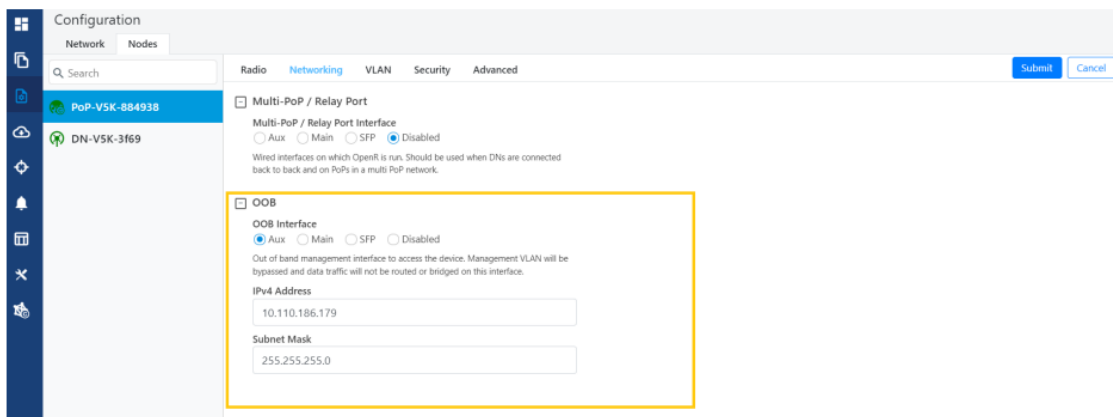 Configuration
Network Nodes
Search
Radio Networking VLAN Security Advanced
Submit Cancel
PoP-V5K-884938
DN-V5K-3f69
Multi-PoP / Relay Port
Multi-PoP / Relay Port Interface
Aux Main SFP Disabled
Wired interfaces on which OpenR is run. Should be used when DNs are connected
back to back and on PoPs in a multi PoP network.
OOB
OOB Interface
Aux Main SFP Disabled
Out of band management interface to access the device. Management VLAN will be
bypassed and data traffic will not be routed or bridged on this interface.
IPv4 Address
10.110.186.179
Subnet Mask
255.255.255.0